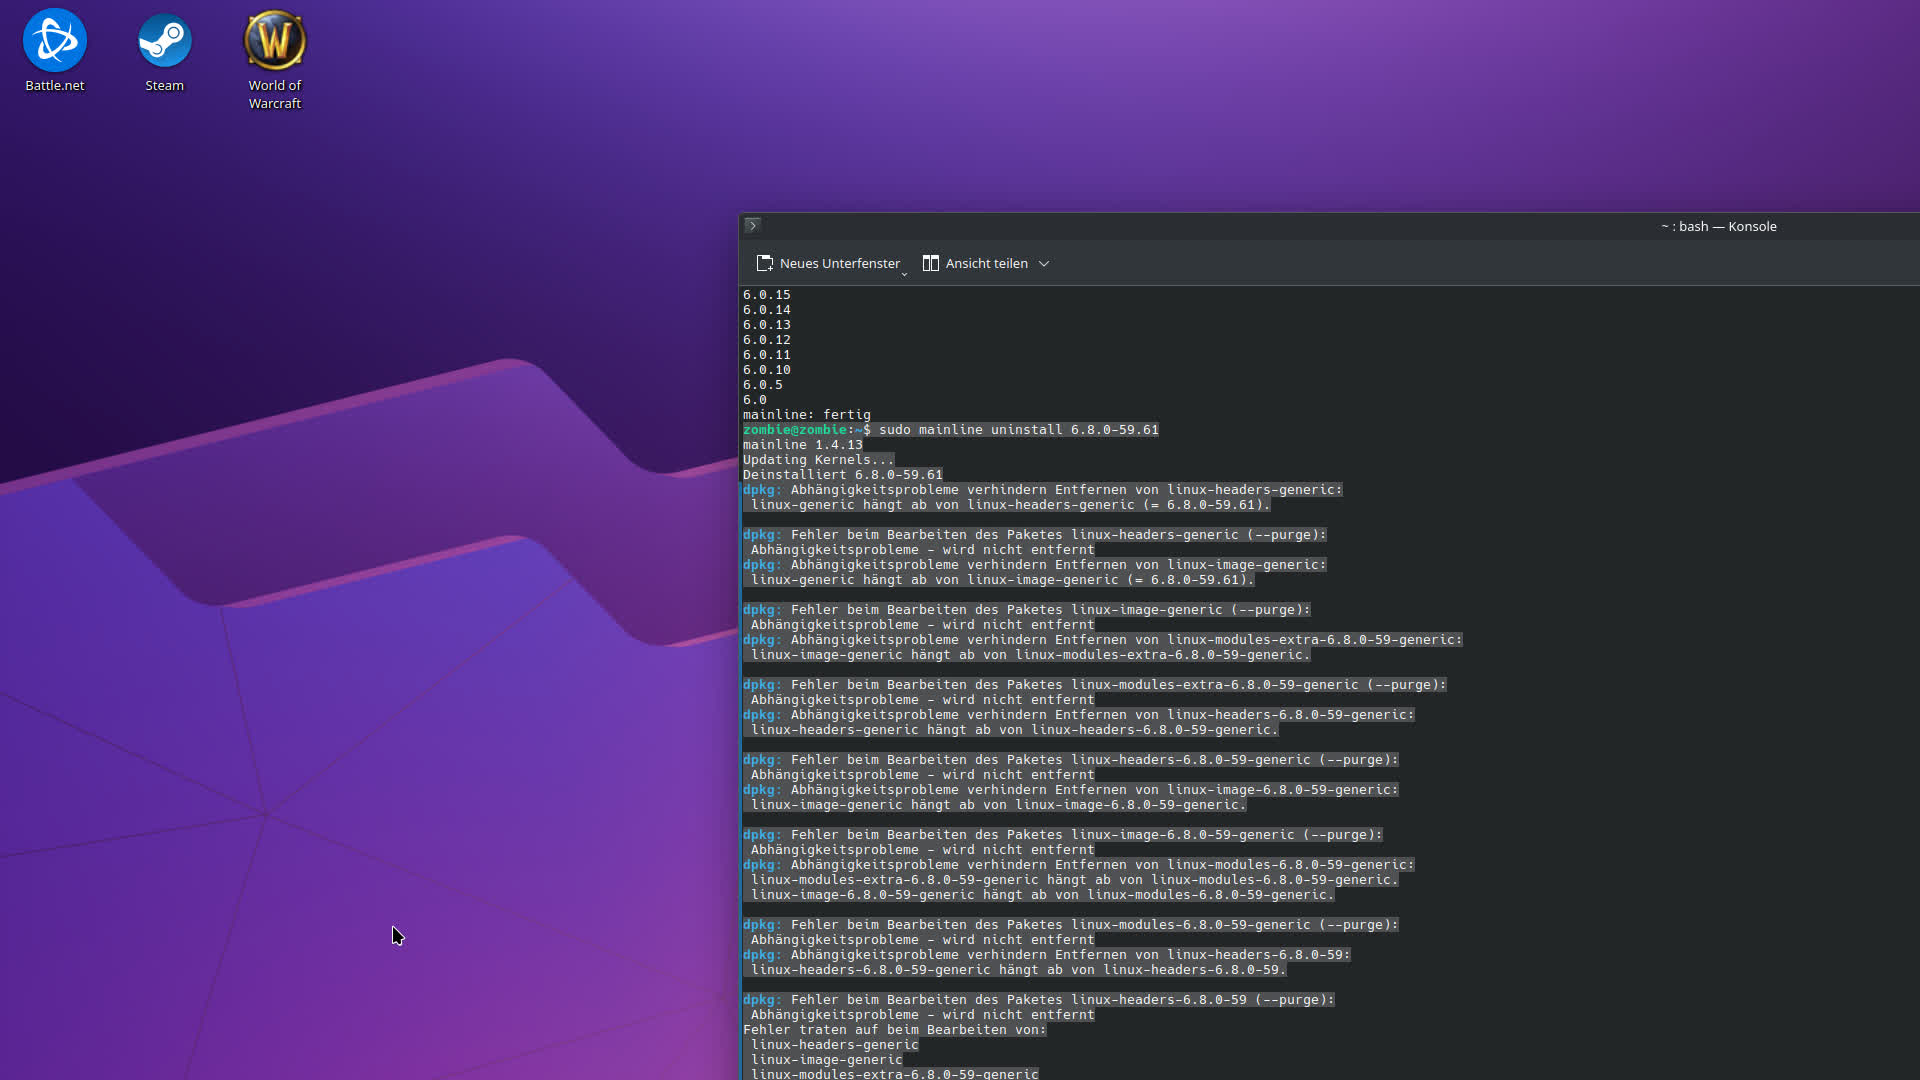 Battle.net
Steam
World of
Warcraft
~ : bash — Konsole
Neues Unterfenster
Ansicht teilen
6.0.15
6.0.14
6.0.13
6.0.12
6.0.11
6.0.10
6.0.5
6.0
mainline: fertig
zombie@zombie:~$ sudo mainline uninstall 6.8.0-59.61
mainline 1.4.13
Updating Kernels...
Deinstalliert 6.8.0-59.61
dpkg: Abhängigkeitsprobleme verhindern Entfernen von linux-headers-generic:
linux-generic hängt ab von linux-headers-generic (= 6.8.0-59.61).
dpkg: Fehler beim Bearbeiten des Paketes linux-headers-generic (--purge):
Abhängigkeitsprobleme - wird nicht entfernt
dpkg: Abhängigkeitsprobleme verhindern Entfernen von linux-image-generic:
linux-generic hängt ab von linux-image-generic (= 6.8.0-59.61).
dpkg: Fehler beim Bearbeiten des Paketes linux-image-generic (--purge):
Abhängigkeitsprobleme - wird nicht entfernt
dpkg: Abhängigkeitsprobleme verhindern Entfernen von linux-modules-extra-6.8.0-59-generic:
linux-image-generic hängt ab von linux-modules-extra-6.8.0-59-generic.
dpkg: Fehler beim Bearbeiten des Paketes linux-modules-extra-6.8.0-59-generic (--purge):
Abhängigkeitsprobleme - wird nicht entfernt
dpkg: Abhängigkeitsprobleme verhindern Entfernen von linux-headers-6.8.0-59-generic:
linux-headers-generic hängt ab von linux-headers-6.8.0-59-generic.
dpkg: Fehler beim Bearbeiten des Paketes linux-headers-6.8.0-59-generic (--purge):
Abhängigkeitsprobleme - wird nicht entfernt
dpkg: Abhängigkeitsprobleme verhindern Entfernen von linux-image-6.8.0-59-generic:
linux-image-generic hängt ab von linux-image-6.8.0-59-generic.
dpkg: Fehler beim Bearbeiten des Paketes linux-image-6.8.0-59-generic (--purge):
Abhängigkeitsprobleme - wird nicht entfernt
dpkg: Abhängigkeitsprobleme verhindern Entfernen von linux-modules-6.8.0-59-generic:
linux-modules-extra-6.8.0-59-generic hängt ab von linux-modules-6.8.0-59-generic.
linux-image-6.8.0-59-generic hängt ab von linux-modules-6.8.0-59-generic.
dpkg: Fehler beim Bearbeiten des Paketes linux-modules-6.8.0-59-generic (--purge):
Abhängigkeitsprobleme - wird nicht entfernt
dpkg: Abhängigkeitsprobleme verhindern Entfernen von linux-headers-6.8.0-59:
linux-headers-6.8.0-59-generic hängt ab von linux-headers-6.8.0-59.
dpkg: Fehler beim Bearbeiten des Paketes linux-headers-6.8.0-59 (--purge):
Abhängigkeitsprobleme - wird nicht entfernt
Fehler traten auf beim Bearbeiten von:
linux-headers-generic
linux-image-generic
linux-modules-extra-6.8.0-59-generic